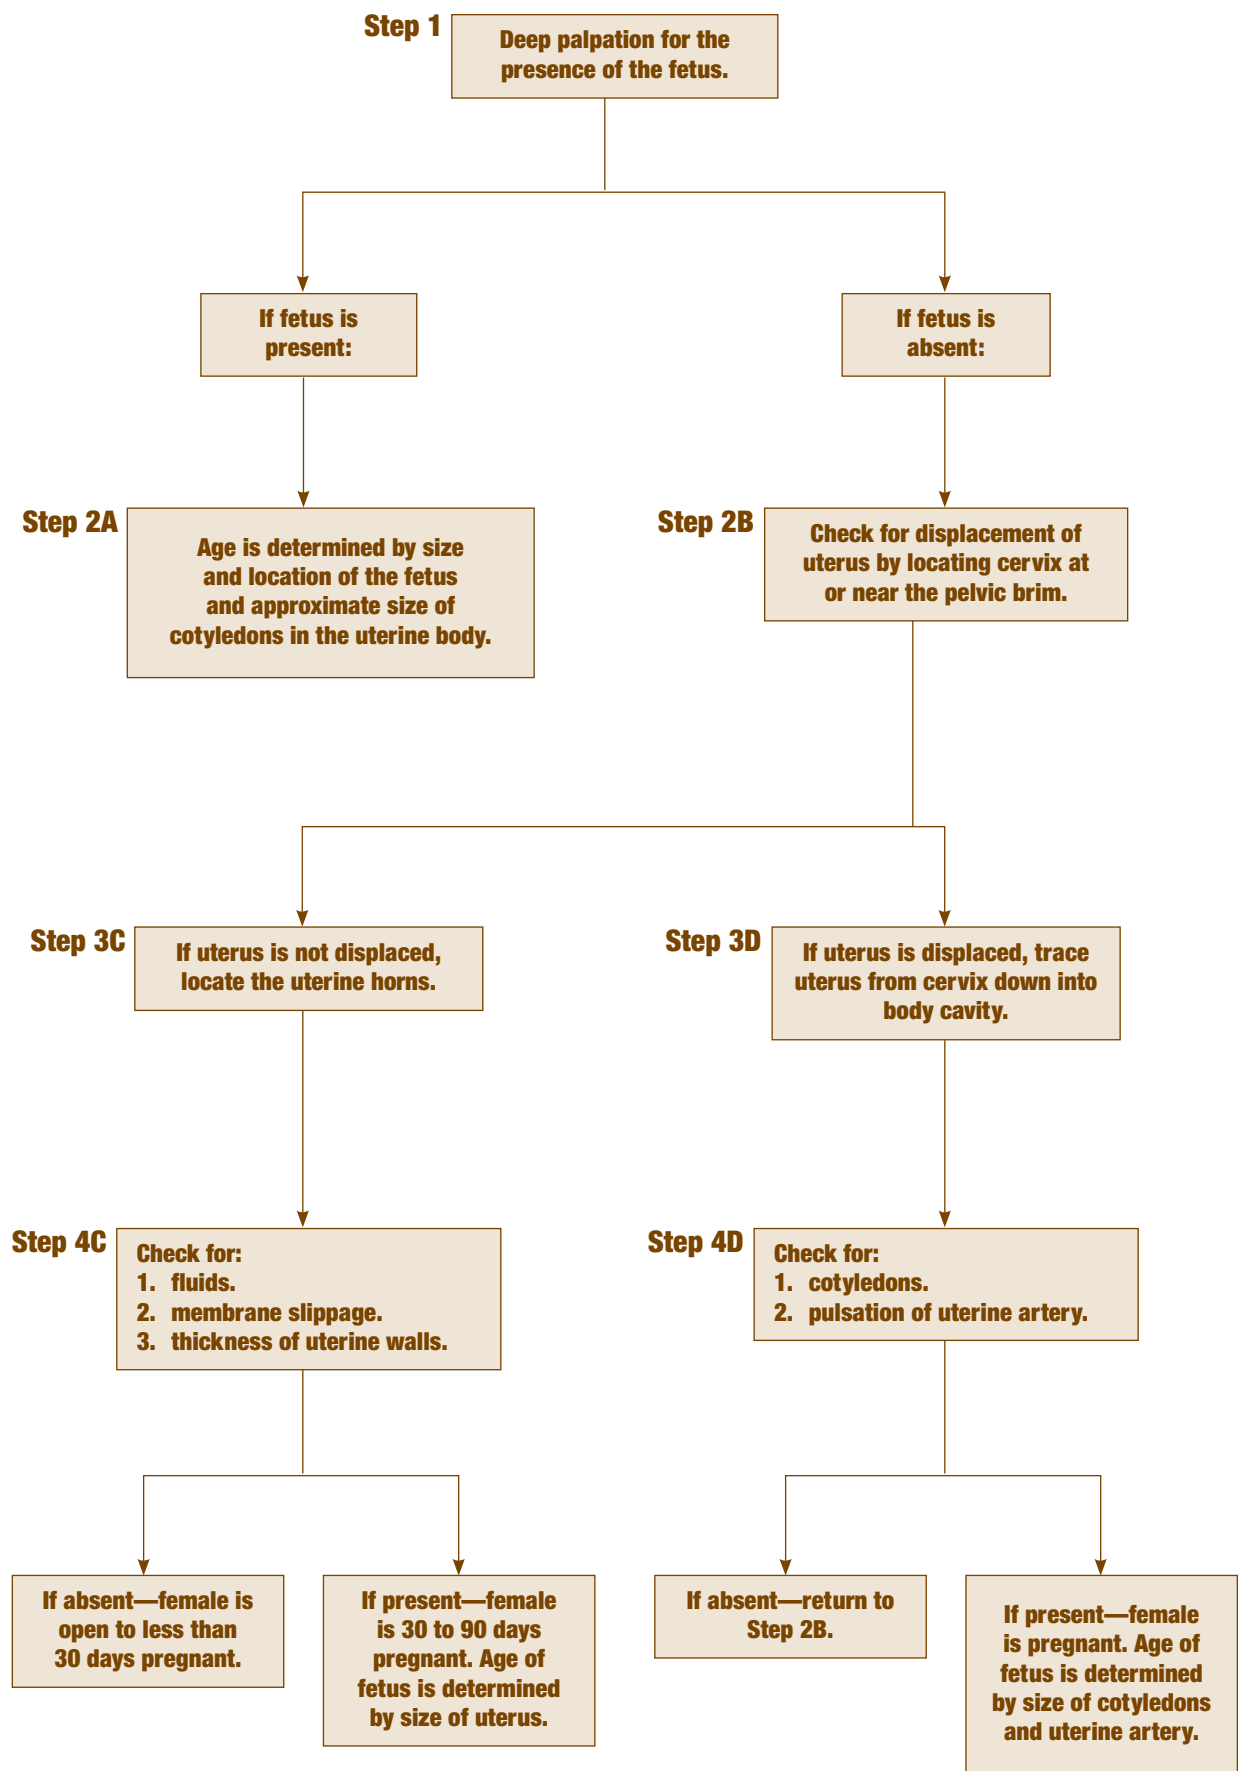 Step 1
Deep palpation for the
presence of the fetus.
If fetus is
present:
If fetus is
absent:
Step 2A
Age is determined by size
and location of the fetus
and approximate size of
cotyledons in the uterine body.
Step 2B
Check for displacement of
uterus by locating cervix at
or near the pelvic brim.
Step 3C
If uterus is not displaced,
locate the uterine horns.
Step 3D
If uterus is displaced, trace
uterus from cervix down into
body cavity.
Step 4C
Check for:
1. fluids.
2. membrane slippage.
3. thickness of uterine walls.
Step 4D
Check for:
1. cotyledons.
2. pulsation of uterine artery.
If absent—female is
open to less than
30 days pregnant.
If present—female
is 30 to 90 days
pregnant. Age of
fetus is determined
by size of uterus.
If absent—return to
Step 2B.
If present—female
is pregnant. Age of
fetus is determined
by size of cotyledons
and uterine artery.